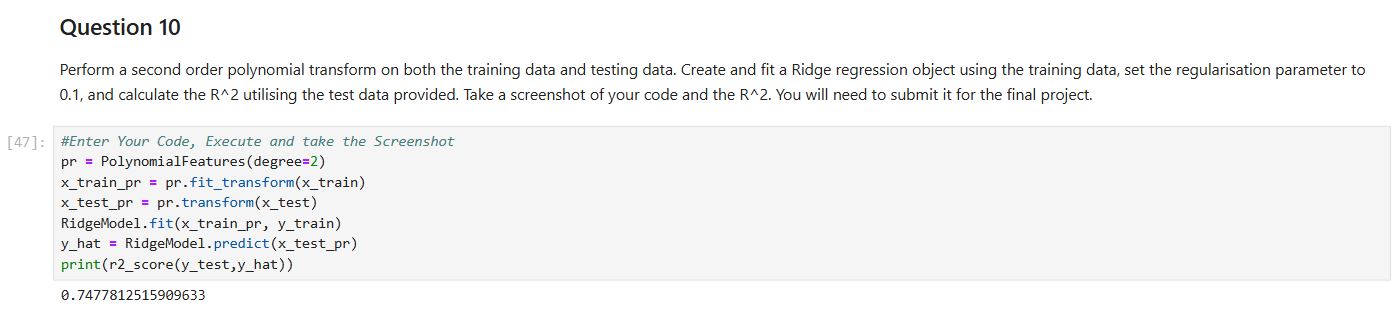 Question 10
Perform a second order polynomial transform on both the training data and testing data. Create and fit a Ridge regression object using the training data, set the regularisation parameter to
0.1, and calculate the R^2 utilising the test data provided. Take a screenshot of your code and the R^2. You will need to submit it for the final project.
[47]: #Enter Your Code, Execute and take the Screenshot
pr = PolynomialFeatures(degree=2)
x_train_pr = pr.fit_transform(x_train)
x_test_pr = pr.transform(x_test)
RidgeModel.fit(x_train_pr, y_train)
y_hat = RidgeModel.predict(x_test_pr)
print(r2_score(y_test,y_hat))
0.7477812515909633